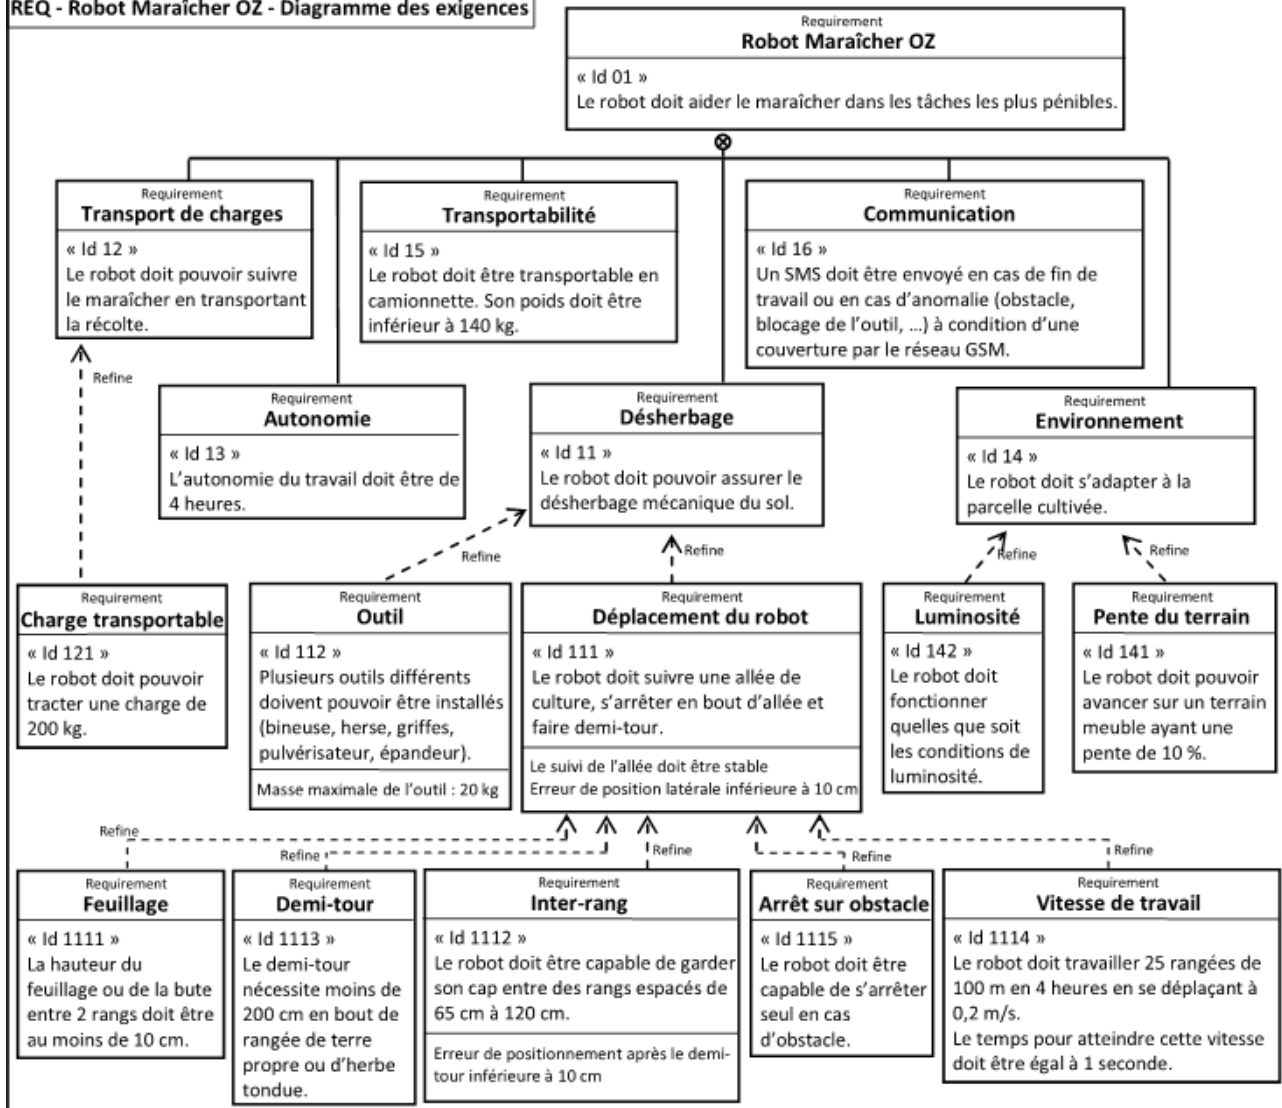 REQ - Robot Maraîcher OZ - Diagramme des exigences
Requirement
Robot Maraîcher OZ
« Id 01 »
Le robot doit aider le maraîcher dans les tâches les plus pénibles.
Requirement
Transport de charges
« Id 12 »
Le robot doit pouvoir suivre
le maraîcher en transportant
la récolte.
Requirement
Transportabilité
« Id 15 »
Le robot doit être transportable en
camionnette. Son poids doit être
inférieur à 140 kg.
Requirement
Communication
« Id 16 »
Un SMS doit être envoyé en cas de fin de
travail ou en cas d’anomalie (obstacle,
blocage de l’outil, …) à condition d’une
couverture par le réseau GSM.
Refine
Requirement
Autonomie
« Id 13 »
L’autonomie du travail doit être de
4 heures.
Requirement
Désherbage
« Id 11 »
Le robot doit pouvoir assurer le
désherbage mécanique du sol.
Requirement
Environnement
« Id 14 »
Le robot doit s’adapter à la
parcelle cultivée.
Refine
Refine
Refine
Refine
Requirement
Charge transportable
« Id 121 »
Le robot doit pouvoir
tracter une charge de
200 kg.
Requirement
Outil
« Id 112 »
Plusieurs outils différents
doivent pouvoir être installés
(bineuse, herse, griffes,
pulvérisateur, épandeur).
Masse maximale de l’outil : 20 kg
Requirement
Déplacement du robot
« Id 111 »
Le robot doit suivre une allée de
culture, s’arrêter en bout d’allée et
faire demi-tour.
Le suivi de l’allée doit être stable
Erreur de position latérale inférieure à 10 cm
Requirement
Luminosité
« Id 142 »
Le robot doit
fonctionner
quelles que soit
les conditions de
luminosité.
Requirement
Pente du terrain
« Id 141 »
Le robot doit pouvoir
avancer sur un terrain
meuble ayant une
pente de 10 %.
Refine
Refine
Refine
Refine
Refine
Requirement
Feuillage
« Id 1111 »
La hauteur du
feuillage ou de la bute
entre 2 rangs doit être
au moins de 10 cm.
Requirement
Demi-tour
« Id 1113 »
Le demi-tour
nécessite moins de
200 cm en bout de
rangée de terre
propre ou d’herbe
tondue.
Requirement
Inter-rang
« Id 1112 »
Le robot doit être capable de garder
son cap entre des rangs espacés de
65 cm à 120 cm.
Erreur de positionnement après le demi-
tour inférieure à 10 cm
Requirement
Arrêt sur obstacle
« Id 1115 »
Le robot doit être
capable de s’arrêter
seul en cas
d’obstacle.
Requirement
Vitesse de travail
« Id 1114 »
Le robot doit travailler 25 rangées de
100 m en 4 heures en se déplaçant à
0,2 m/s.
Le temps pour atteindre cette vitesse
doit être égal à 1 seconde.